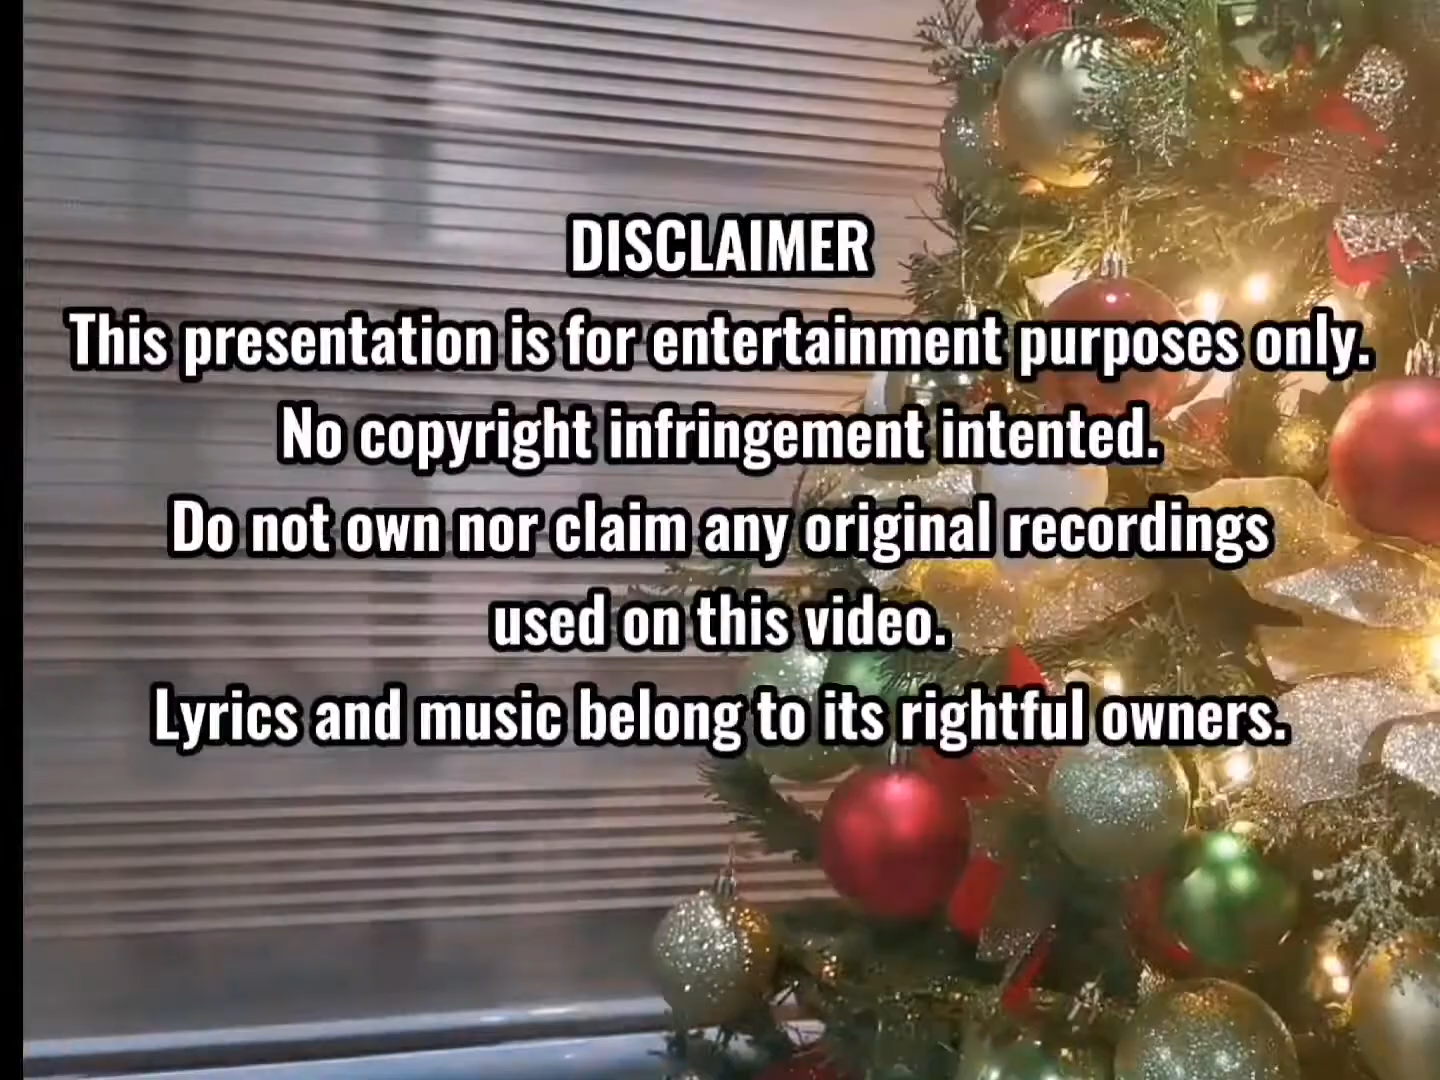 DISCLAIMER
This presentation is for entertainment purposes only.
No copyright infringement intented.
Do not own nor claim any original recordings
used on this video.
Lyrics and music belong to its rightful owners.